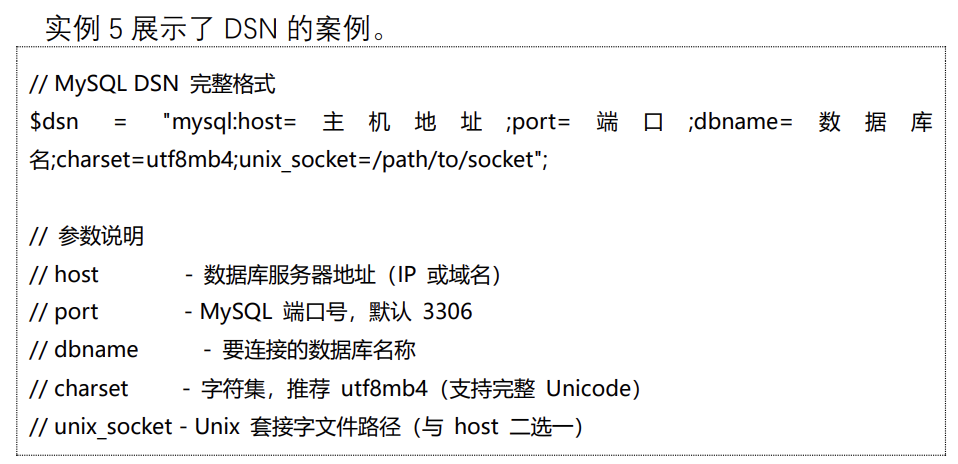 实例 5 展示了 DSN 的案例。
// MySQL DSN 完整格式
$dsn = "mysql:host=主机地址;port=端口;dbname=数据库
名;charset=utf8mb4;unix_socket=/path/to/socket";
// 参数说明
// host - 数据库服务器地址（IP 或域名）
// port - MySQL 端口号，默认 3306
// dbname - 要连接的数据库名称
// charset - 字符集，推荐 utf8mb4（支持完整 Unicode）
// unix_socket - Unix 套接字文件路径（与 host 二选一）